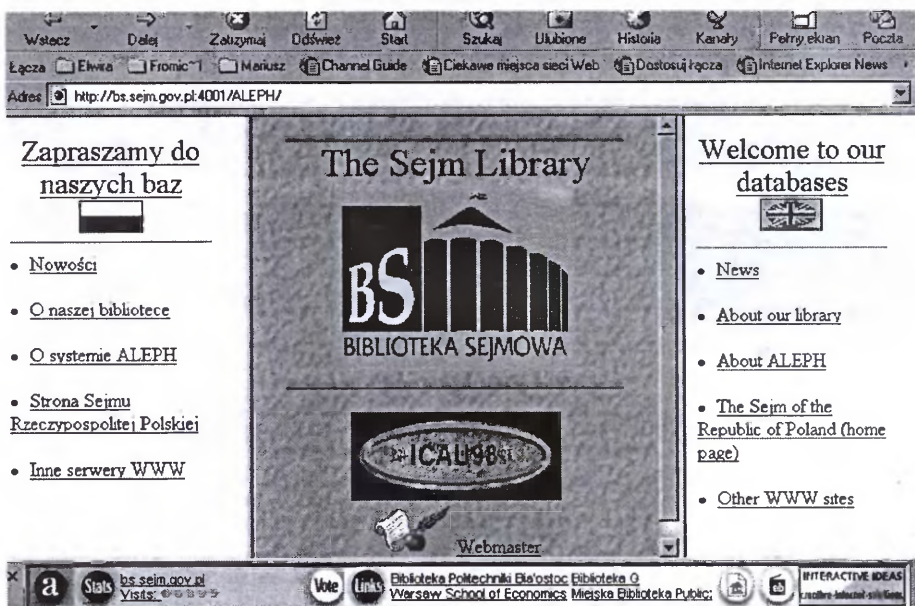 Wstecz Dalej Zatrzymaj Odśwież Start Szukaj Ulubione Historia Kanały Pełny ekran Poczta
Łącza Elwira Fromic~1 Mariusz Channel Guide Ciekawe miejsca sieci Web Dostosuj łącza Internet Explorer News
Adres http://bs.sejm.gov.pl:4001/ALEPH/
Zapraszamy do
naszych baz
• Nowości
• O naszej bibliotece
• O systemie ALEPH
• Strona Sejmu
Rzeczypospolitej Polskiej
• Inne serwery WWW
The Sejm Library
BS
BIBLIOTEKA SEJMOWA
ICAU98
Webmaster
Welcome to our
databases
• News
• About our library
• About ALEPH
• The Sejm of the
Republic of Poland (home
page)
• Other WWW sites
a Stats bs.sejm.gov.pl Vote Links Biblioteka Politechniki Bia'ostoc Biblioteka G
Visits: Warsaw School of Economics Miejska Biblioteka Public;
INTERACTIVE IDEAS